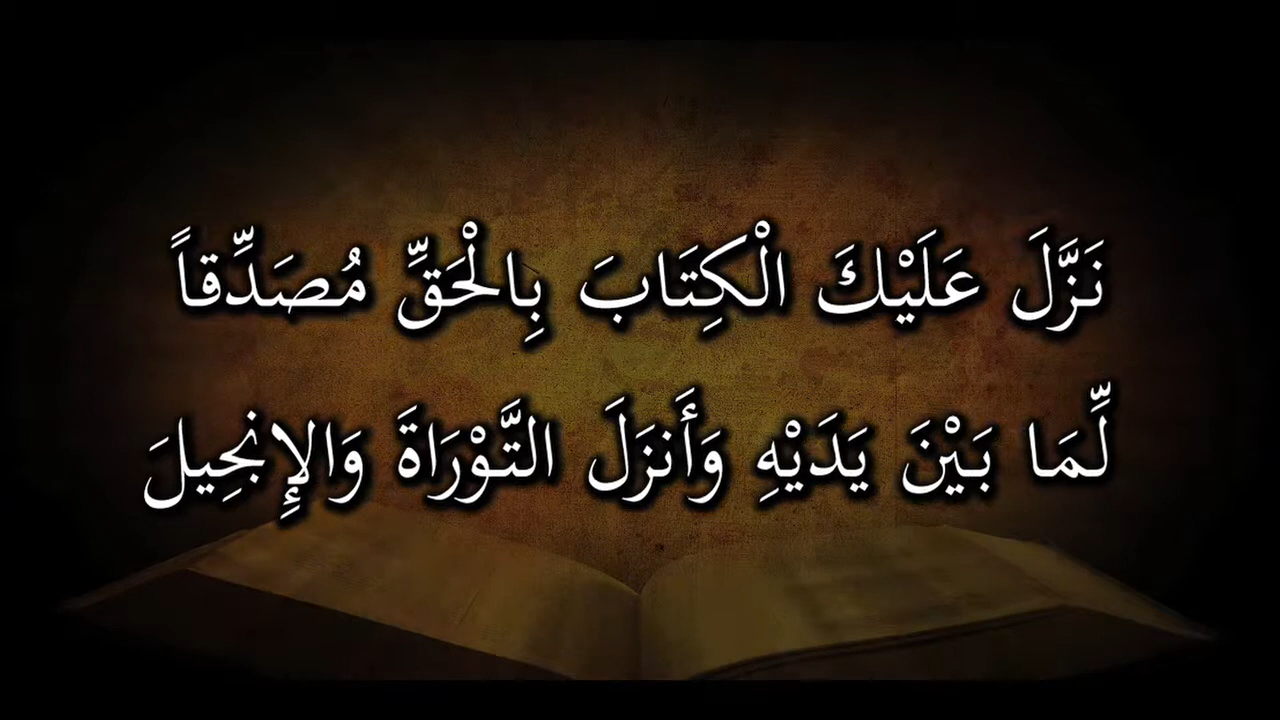 نَزَّلَ عَلَيْكَ الْكِتَابَ بِالْحَقِّ مُصَدِّقاً
لِّمَا بَيْنَ يَدَيْهِ وَأَنزَلَ التَّوْرَاةَ وَالإِنجِيلَ